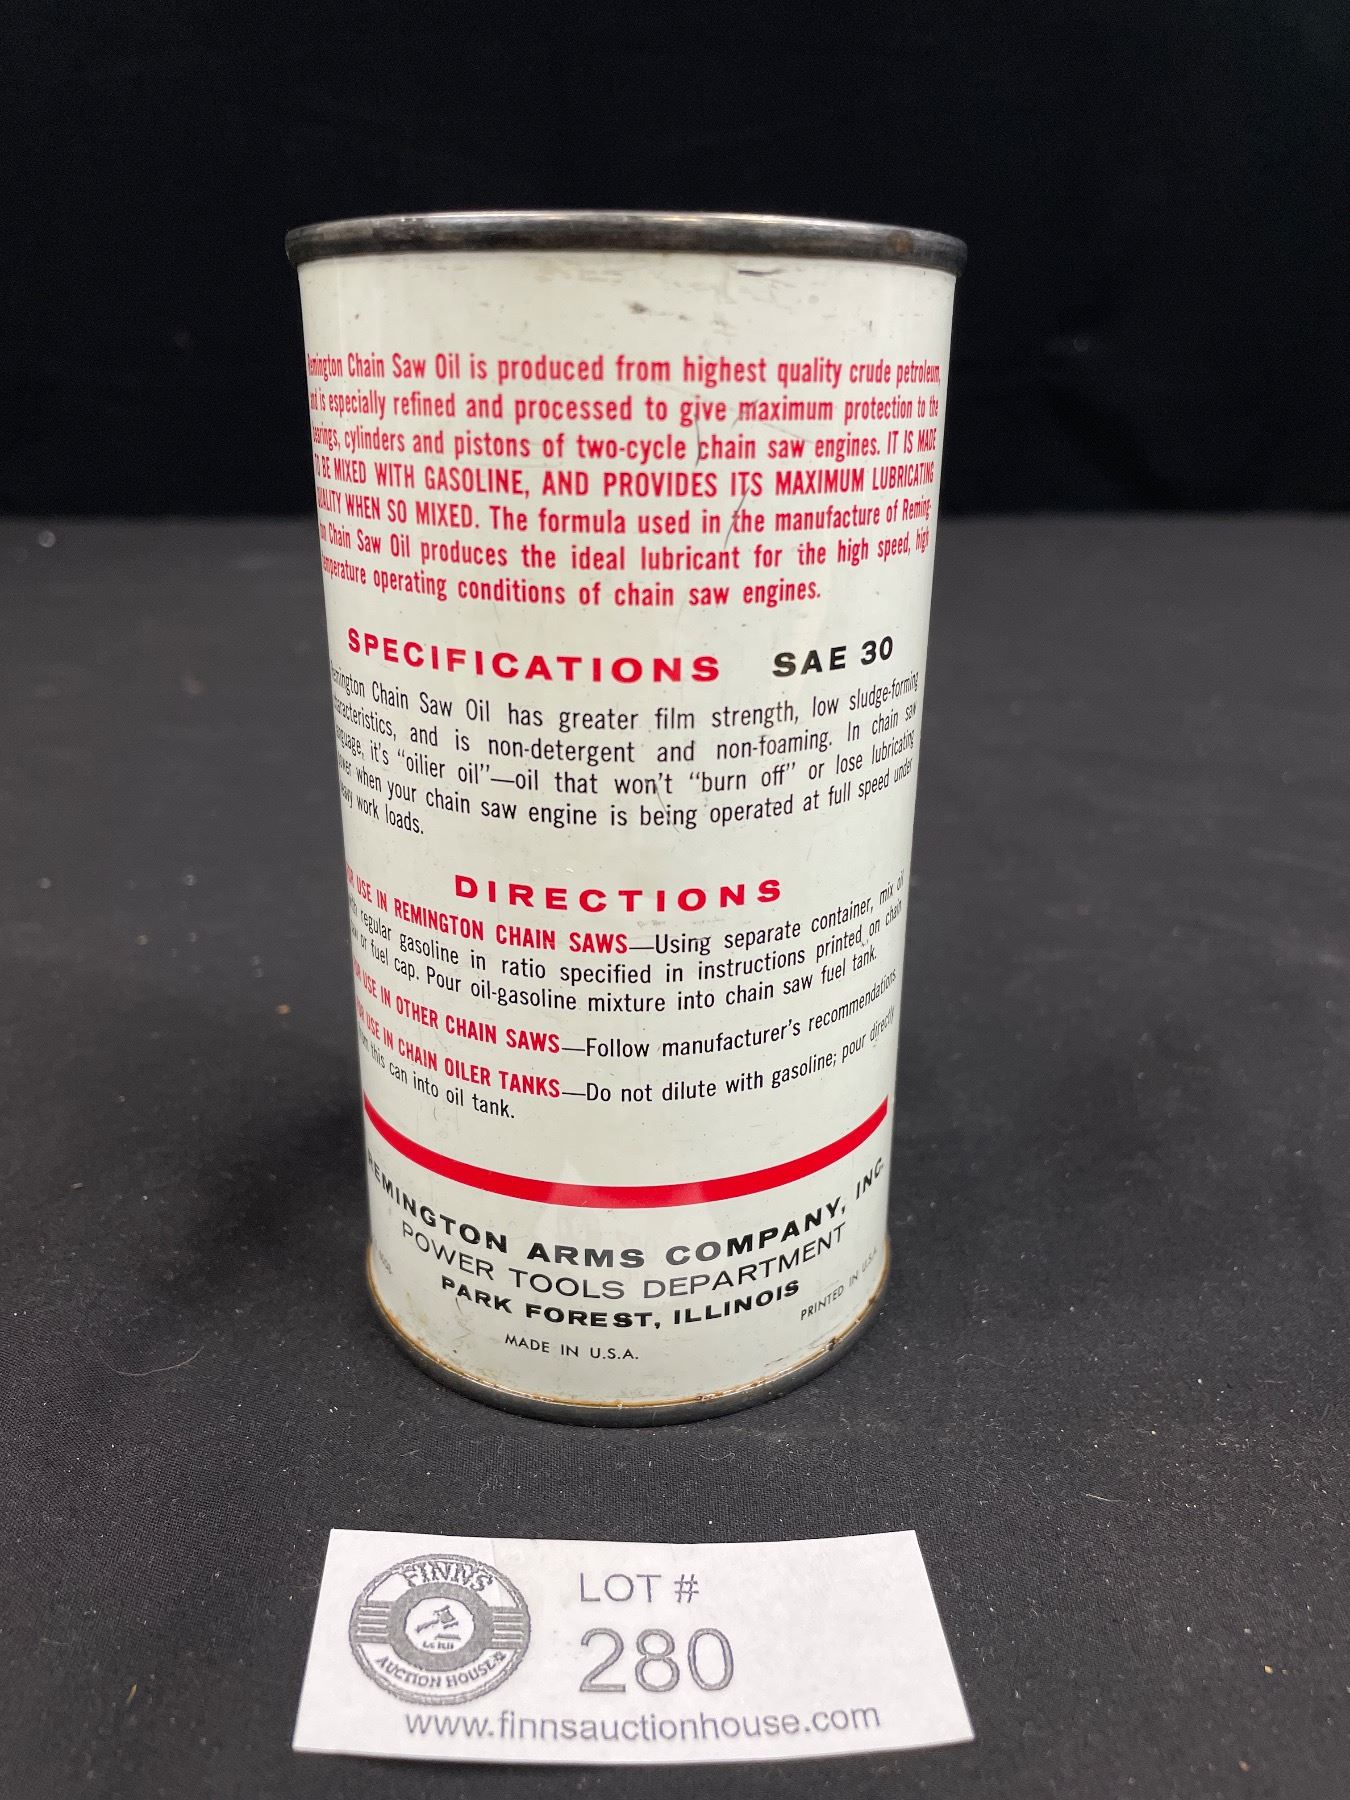 Remington Chain Saw Oil is produced from highest quality crude petroleum,
and is especially refined and processed to give maximum protection to the
bearings, cylinders and pistons of two-cycle chain saw engines. IT IS MADE
TO BE MIXED WITH GASOLINE, AND PROVIDES ITS MAXIMUM LUBRICATING
QUALITY WHEN SO MIXED. The formula used in the manufacture of Reming-
ton Chain Saw Oil produces the ideal lubricant for the high speed, high
temperature operating conditions of chain saw engines.
SPECIFICATIONS SAE 30
Remington Chain Saw Oil has greater film strength, low sludge-forming
characteristics, and is non-detergent and non-foaming. In chain saw
language, it's "oilier oil"—oil that won't "burn off" or lose lubricating
power when your chain saw engine is being operated at full speed under
heavy work loads.
DIRECTIONS
FOR USE IN REMINGTON CHAIN SAWS—Using separate container, mix oil
with regular gasoline in ratio specified in instructions printed on chain
saw or fuel cap. Pour oil-gasoline mixture into chain saw fuel tank.
FOR USE IN OTHER CHAIN SAWS—Follow manufacturer's recommendations
FOR USE IN CHAIN OILER TANKS—Do not dilute with gasoline; pour directly
from this can into oil tank.
REMINGTON ARMS COMPANY, INC.
POWER TOOLS DEPARTMENT
PARK FOREST, ILLINOIS
MADE IN U.S.A.
PRINTED IN U.S.A.
FINN'S
AUCTION HOUSE
LOT #
280
www.finnsauctionhouse.com